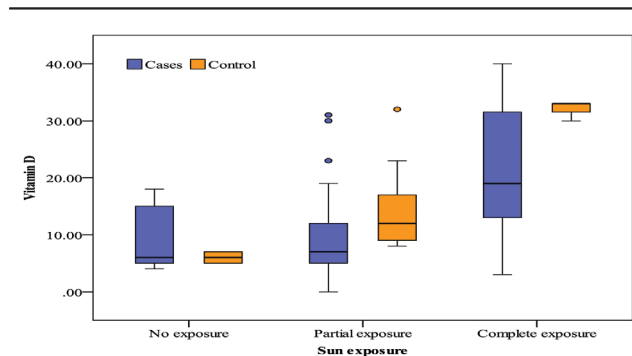 Cases Control
40.00
30.00
20.00
10.00
.00
Vitamin D
No exposure Partial exposure Complete exposure
Sun exposure